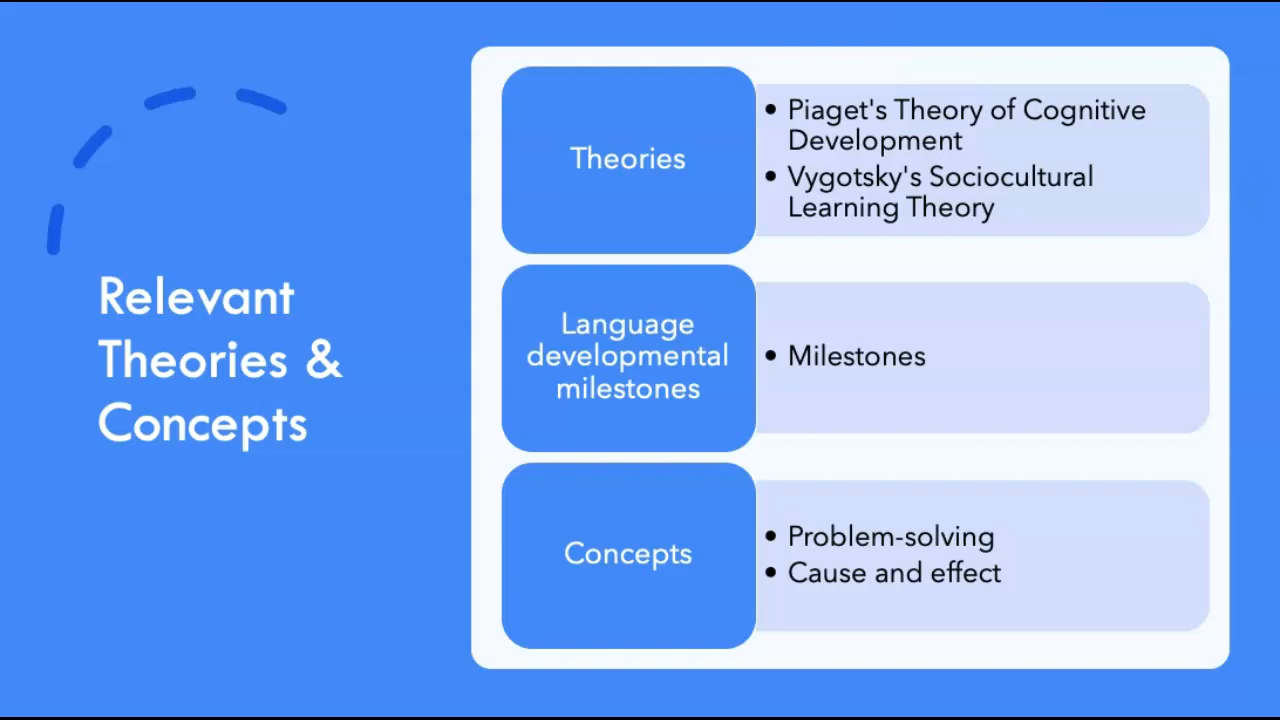 Relevant
Theories &
Concepts
Theories
• Piaget's Theory of Cognitive
Development
• Vygotsky's Sociocultural
Learning Theory
Language
developmental
milestones
• Milestones
Concepts
• Problem-solving
• Cause and effect